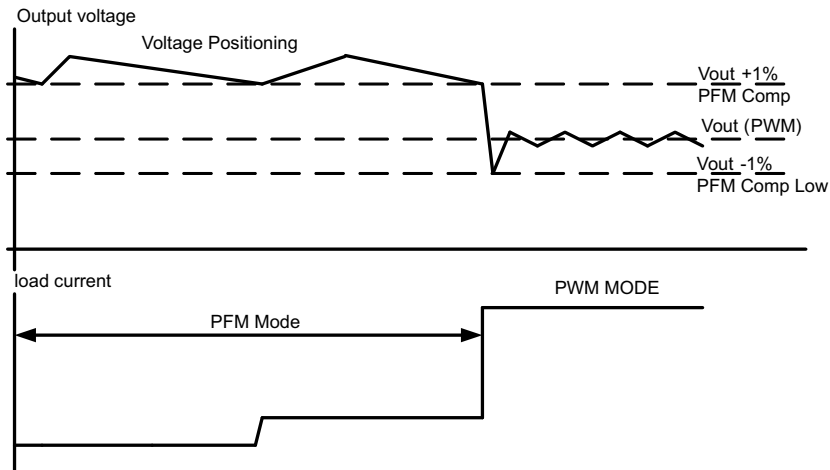 Output voltage
Voltage Positioning
Vout +1%
PFM Comp
Vout (PWM)
Vout -1%
PFM Comp Low
load current
PWM MODE
PFM Mode